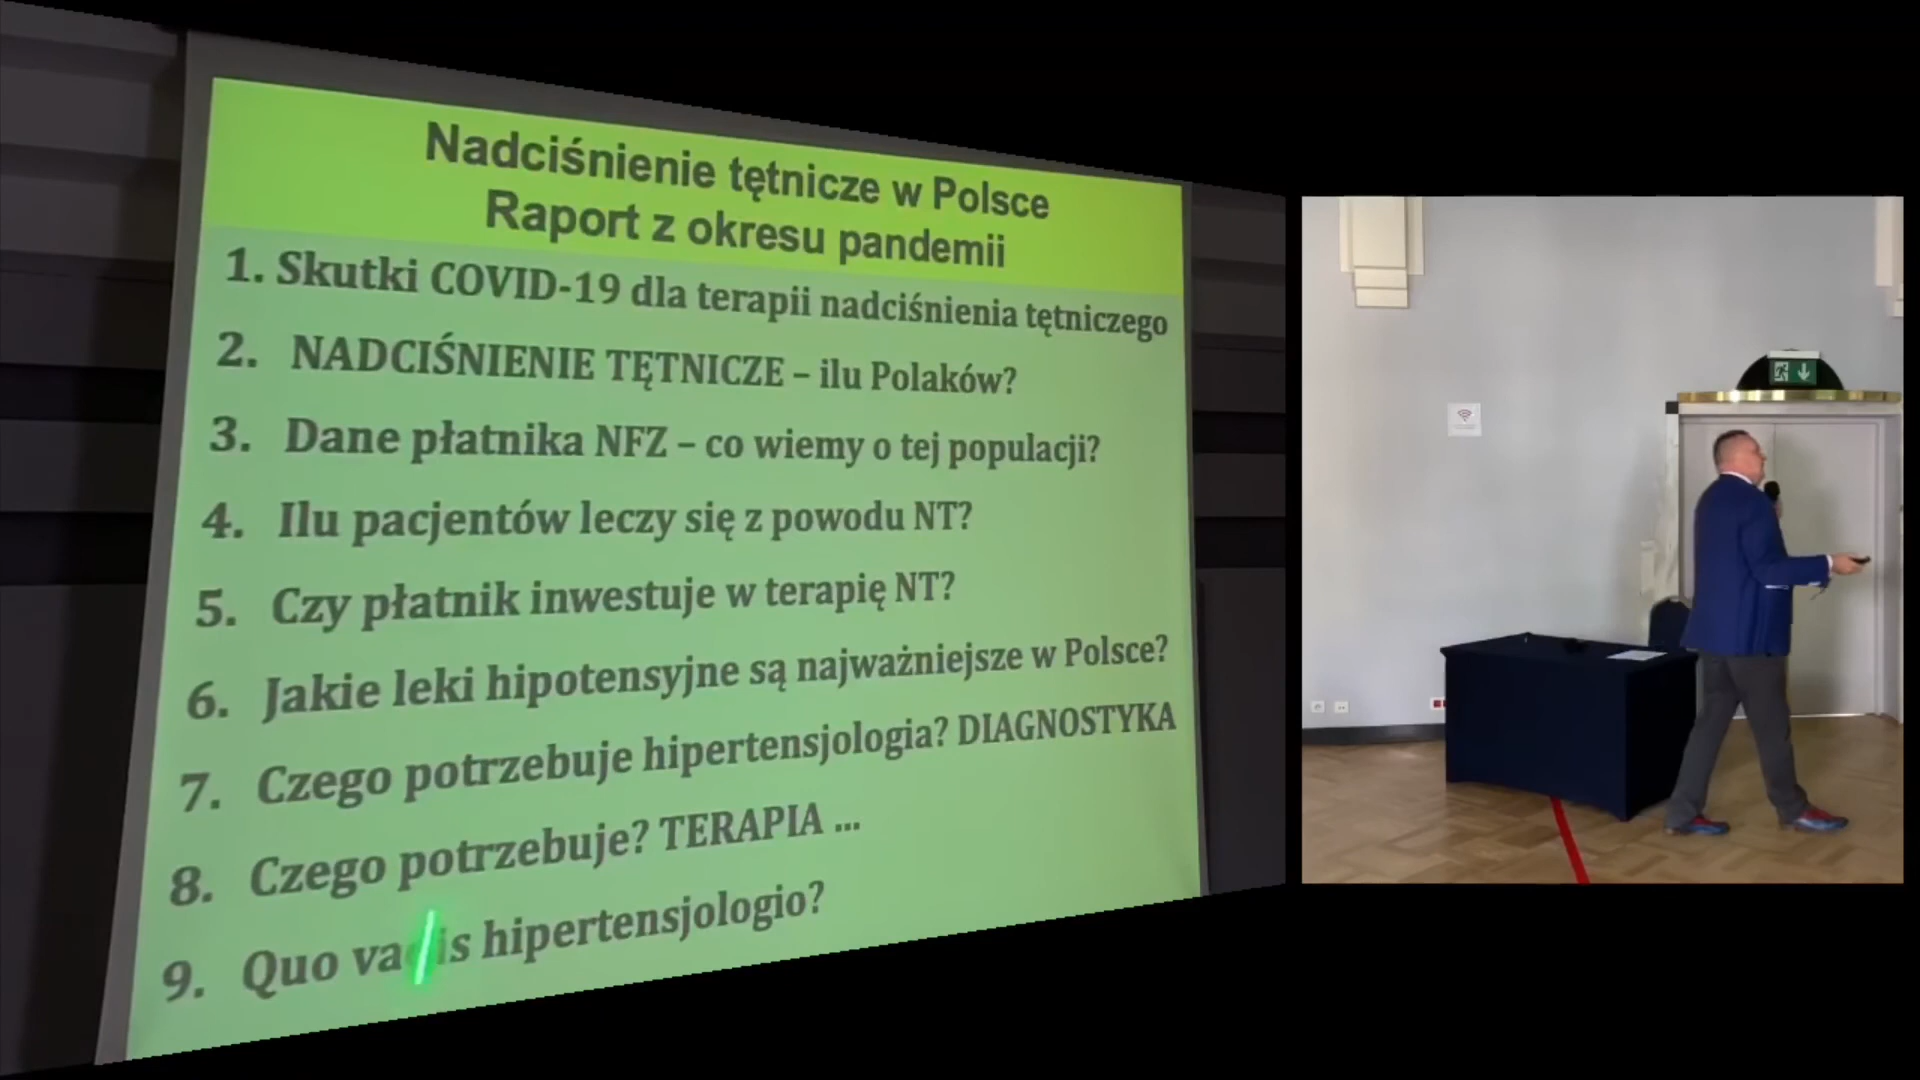 Nadciśnienie tętnicze w Polsce
Raport z okresu pandemii
1. Skutki COVID-19 dla terapii nadciśnienia tętniczego
2. NADCIŚNIENIE TĘTNICZE – ilu Polaków?
3. Dane płatnika NFZ – co wiemy o tej populacji?
4. Ilu pacjentów leczy się z powodu NT?
5. Czy płatnik inwestuje w terapię NT?
6. Jakie leki hipotensyjne są najważniejsze w Polsce?
7. Czego potrzebuje hipertensjologia? DIAGNOSTYKA
8. Czego potrzebuje? TERAPIA ...
9. Quo vadis hipertensjologio?